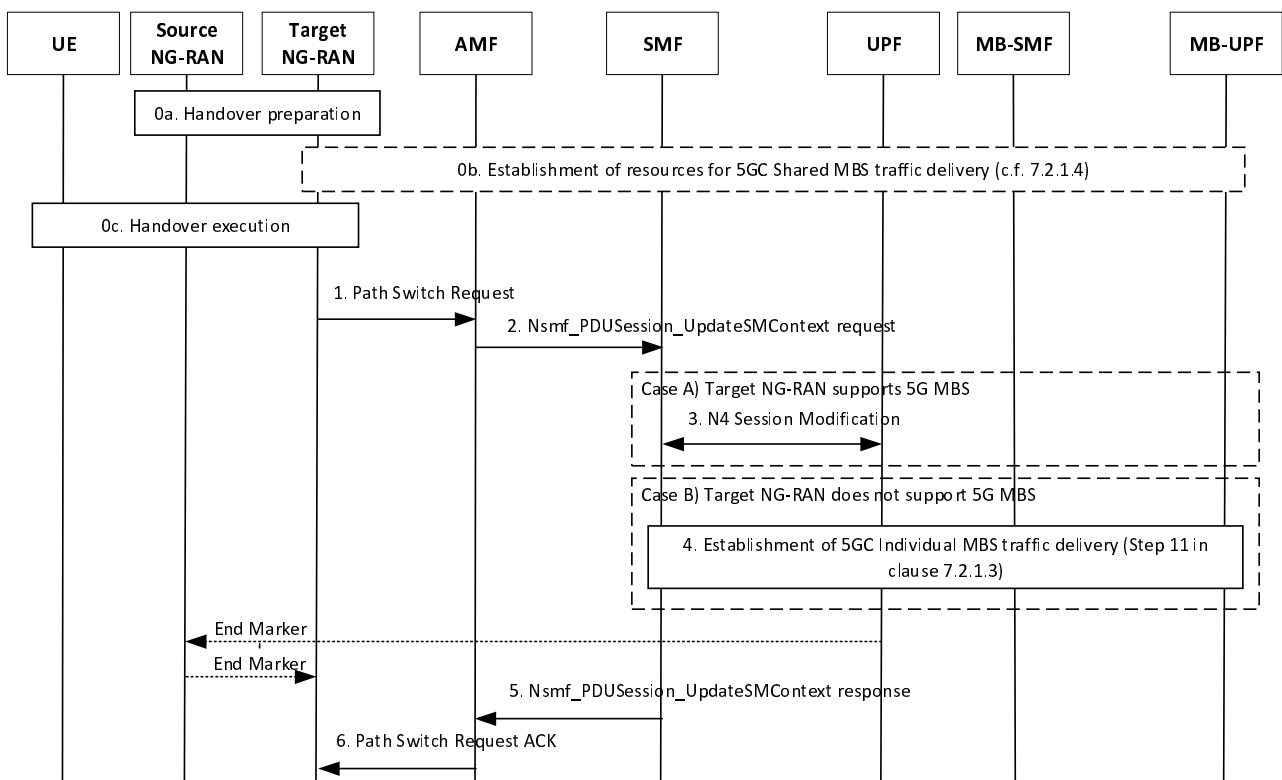 UE
Source
NG-RAN
Target
NG-RAN
AMF
SMF
UPF
MB-SMF
MB-UPF
0a. Handover preparation
0b. Establishment of resources for 5GC Shared MBS traffic delivery (c.f. 7.2.1.4)
0c. Handover execution
1. Path Switch Request
2. Nsmf_PDUSession_UpdateSMContext request
Case A) Target NG-RAN supports 5G MBS
3. N4 Session Modification
Case B) Target NG-RAN does not support 5G MBS
4. Establishment of 5GC Individual MBS traffic delivery (Step 11 in
clause 7.2.1.3)
End Marker
End Marker
5. Nsmf_PDUSession_UpdateSMContext response
6. Path Switch Request ACK